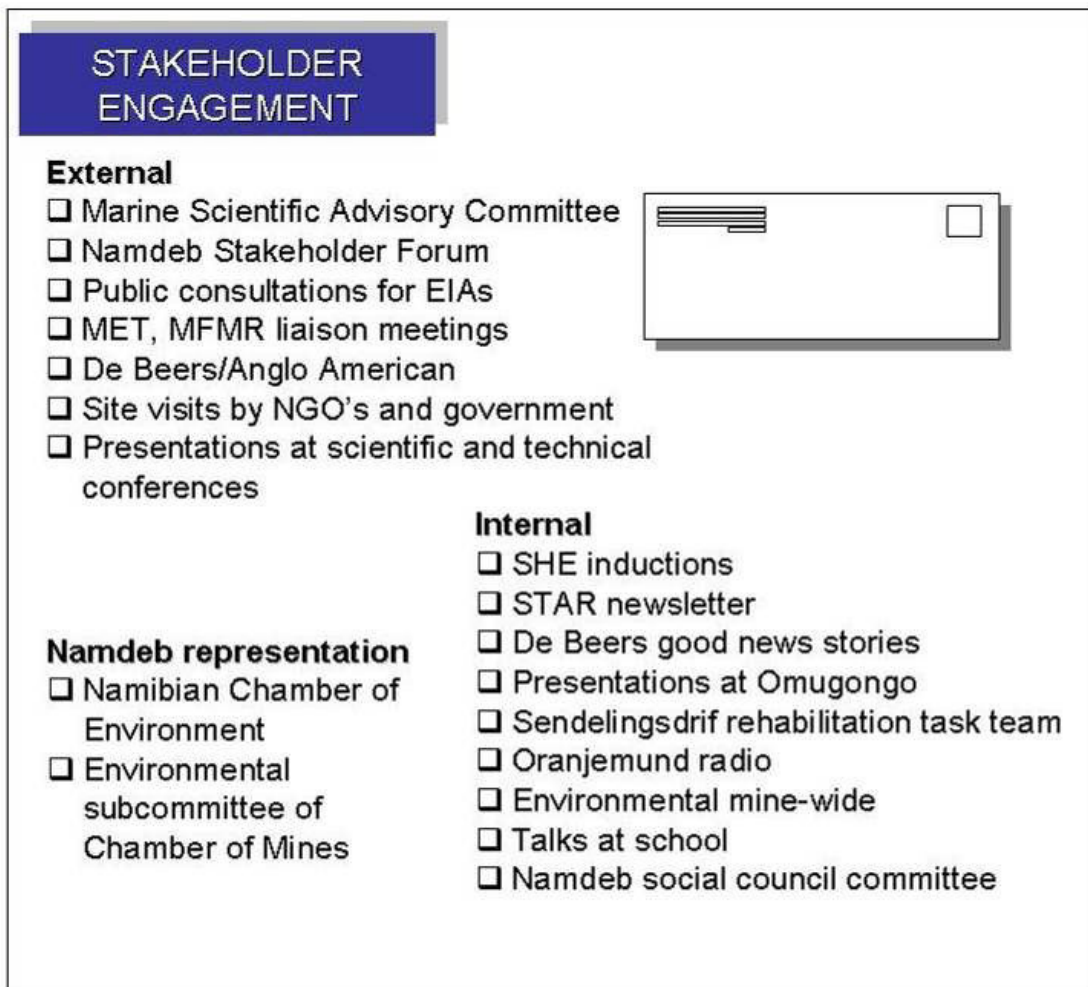 STAKEHOLDER
ENGAGEMENT
External
❑ Marine Scientific Advisory Committee
❑ Namdeb Stakeholder Forum
❑ Public consultations for EIAs
❑ MET, MFMR liaison meetings
❑ De Beers/Anglo American
❑ Site visits by NGO’s and government
❑ Presentations at scientific and technical
conferences
Namdeb representation
❑ Namibian Chamber of
Environment
❑ Environmental
subcommittee of
Chamber of Mines
Internal
❑ SHE inductions
❑ STAR newsletter
❑ De Beers good news stories
❑ Presentations at Omugongo
❑ Sendelingsdrif rehabilitation task team
❑ Oranjemund radio
❑ Environmental mine-wide
❑ Talks at school
❑ Namdeb social council committee